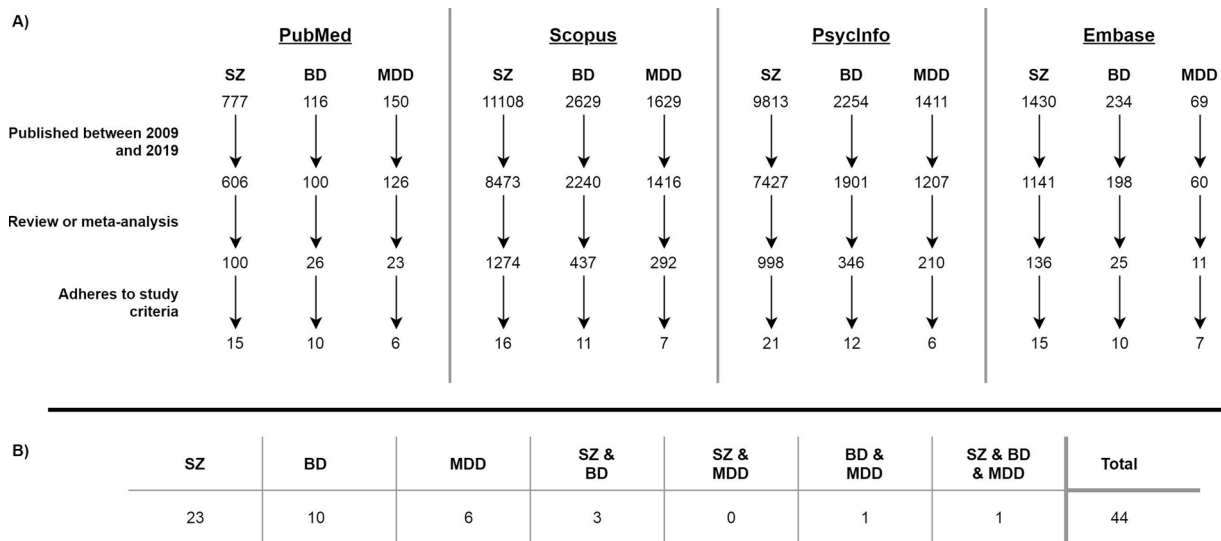 A)
PubMed Scopus PsycInfo Embase
SZ BD MDD SZ BD MDD SZ BD MDD SZ BD MDD
777 116 150 11108 2629 1629 9813 2254 1411 1430 234 69
Published between 2009
and 2019
606 100 126 8473 2240 1416 7427 1901 1207 1141 198 60
Review or meta-analysis
100 26 23 1274 437 292 998 346 210 136 25 11
Adheres to study
criteria
15 10 6 16 11 7 21 12 6 15 10 7
B)
SZ BD MDD SZ & BD SZ & MDD BD & MDD SZ & BD & MDD Total
23 10 6 3 0 1 1 44